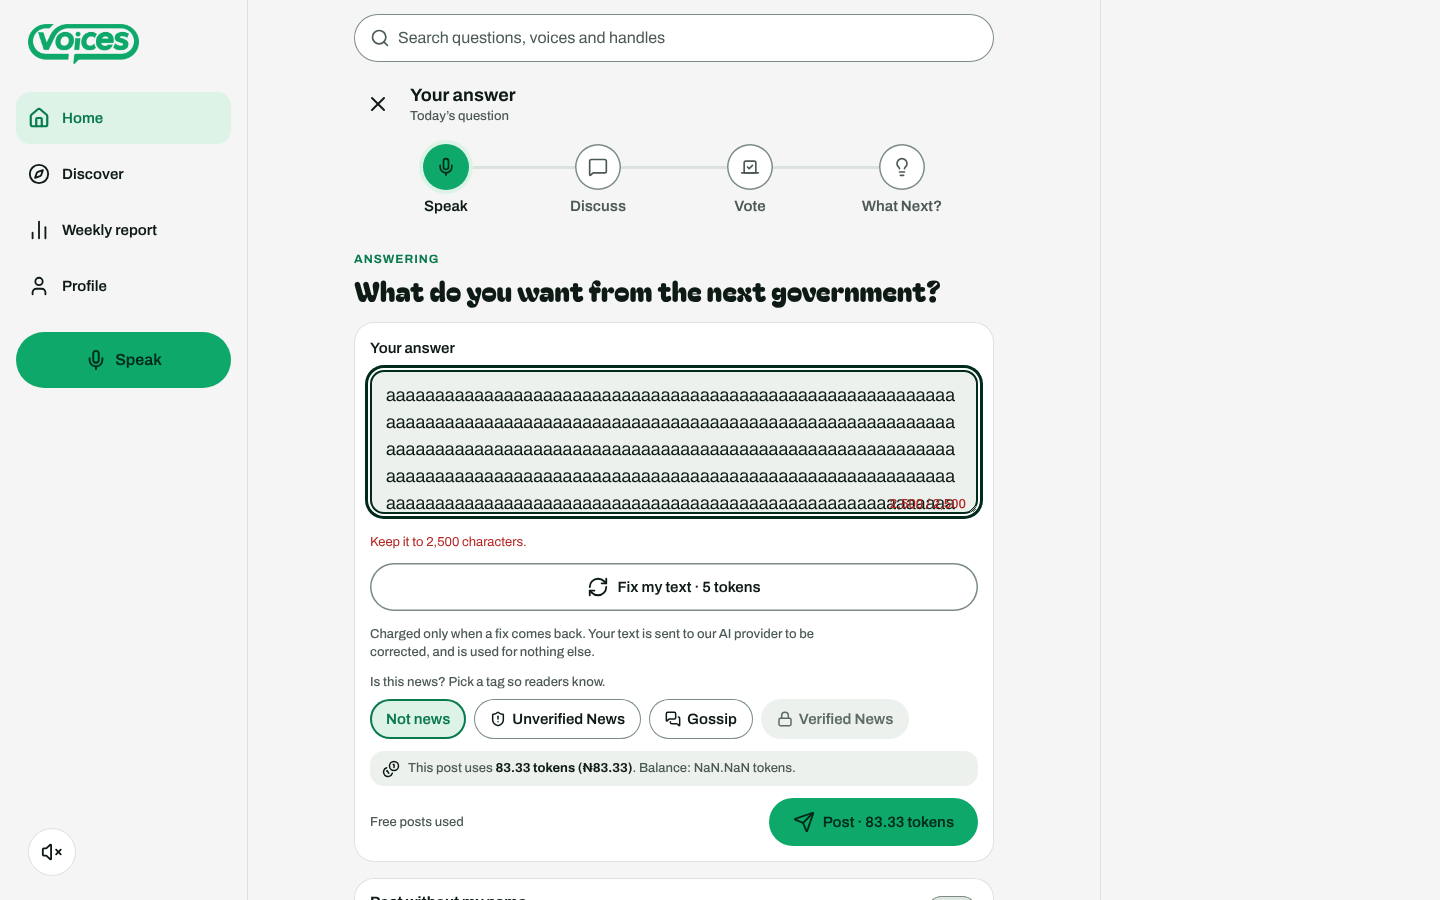 Voices
Search questions, voices and handles
Home
Discover
Weekly report
Profile
Speak
Your answer
Today's question
Speak
Discuss
Vote
What Next?
ANSWERING
What do you want from the next government?
Your answer
aaaaaaaaaaaaaaaaaaaaaaaaaaaaaaaaaaaaaaaaaaaaaaaaaaaaaaaaaa
aaaaaaaaaaaaaaaaaaaaaaaaaaaaaaaaaaaaaaaaaaaaaaaaaaaaaaaaaa
aaaaaaaaaaaaaaaaaaaaaaaaaaaaaaaaaaaaaaaaaaaaaaaaaaaaaaaaaa
aaaaaaaaaaaaaaaaaaaaaaaaaaaaaaaaaaaaaaaaaaaaaaaaaaaaaaaaaa
aaaaaaaaaaaaaaaaaaaaaaaaaaaaaaaaaaaaaaaaaaaaaaaaaaaaaaaaaa
Keep it to 2,500 characters.
Fix my text · 5 tokens
Charged only when a fix comes back. Your text is sent to our AI provider to be
corrected, and is used for nothing else.
Is this news? Pick a tag so readers know.
Not news
Unverified News
Gossip
Verified News
This post uses 83.33 tokens (₦83.33). Balance: NaN.NaN tokens.
Free posts used
Post · 83.33 tokens